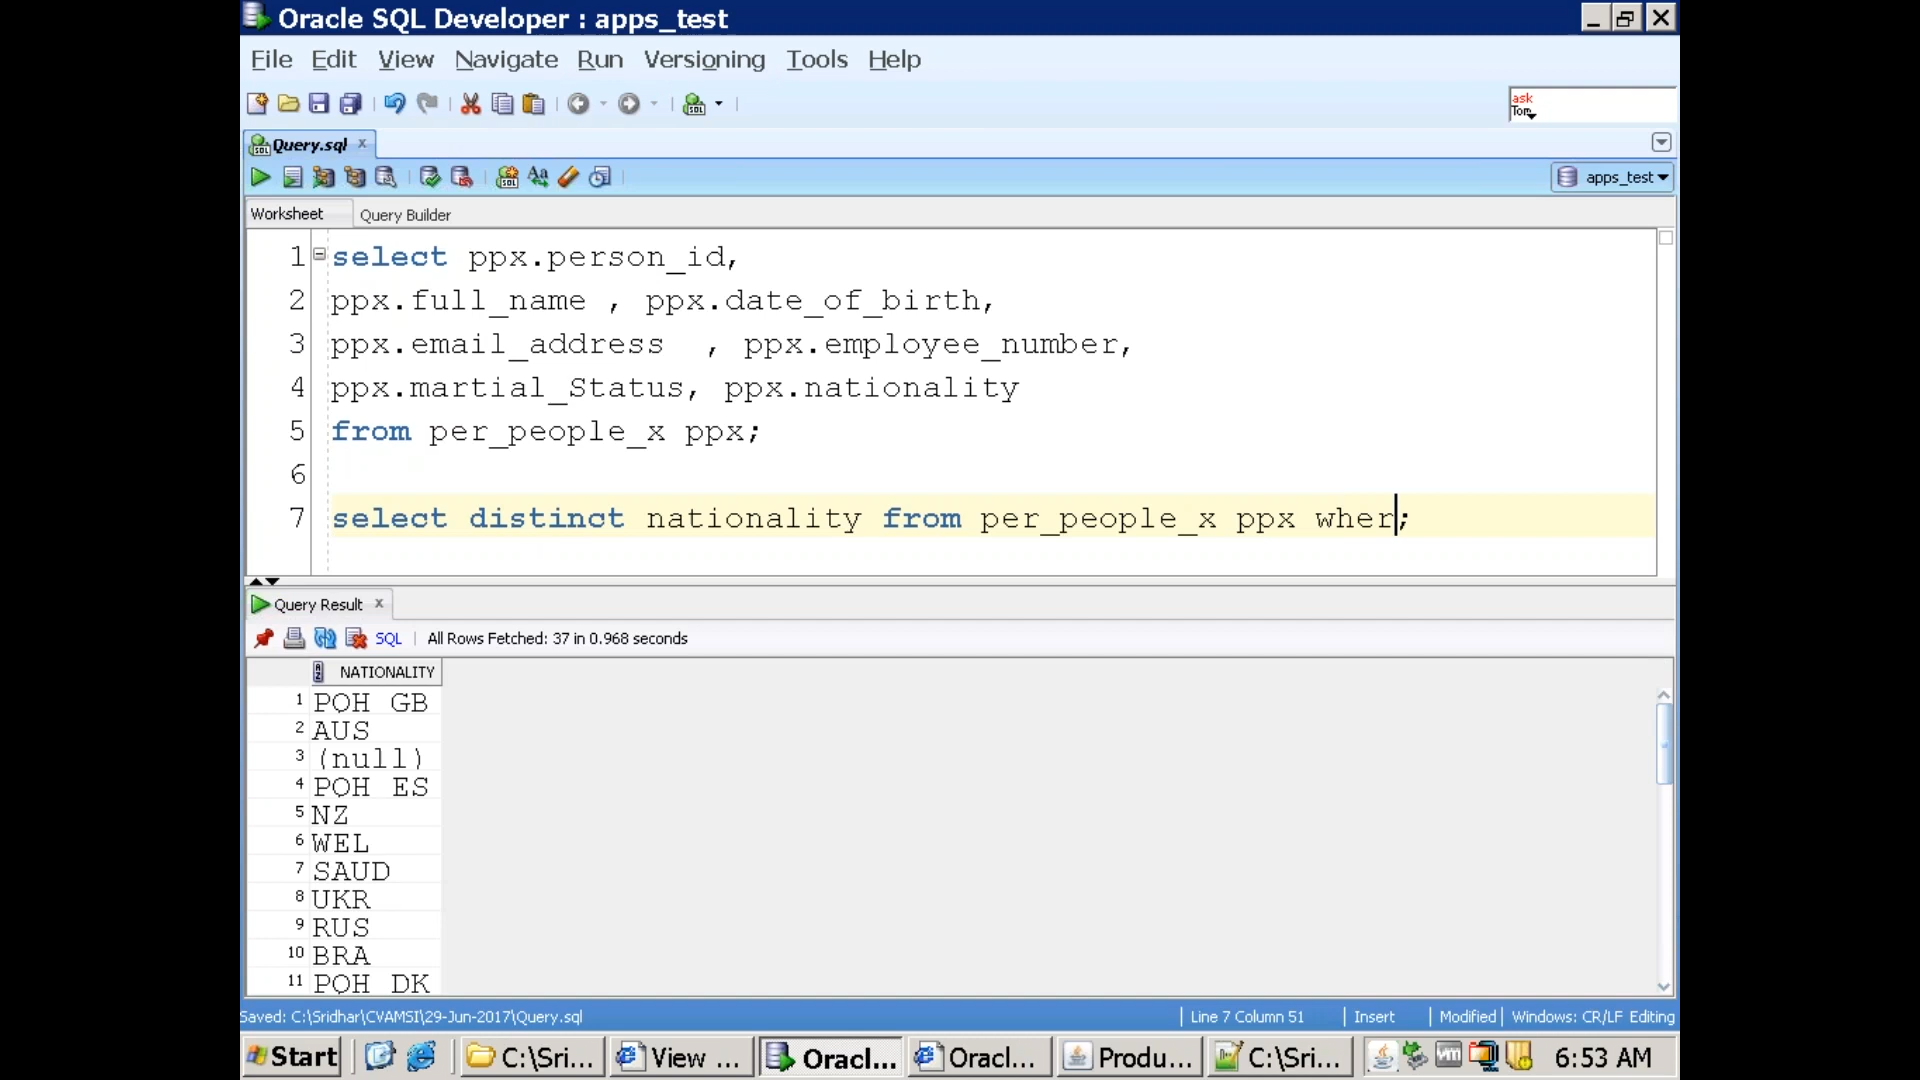 Oracle SQL Developer : apps_test
File Edit View Navigate Run Versioning Tools Help
ask
Tom
Query.sql
apps_test
Worksheet Query Builder
1 select ppx.person_id,
2 ppx.full_name , ppx.date_of_birth,
3 ppx.email_address , ppx.employee_number,
4 ppx.martial_Status, ppx.nationality
5 from per_people_x ppx;
6
7 select distinct nationality from per_people_x ppx wher;
Query Result
SQL | All Rows Fetched: 37 in 0.968 seconds
NATIONALITY
1 PQH GB
2 AUS
3 (null)
4 PQH ES
5 NZ
6 WEL
7 SAUD
8 UKR
9 RUS
10 BRA
11 PQH DK
Saved: C:\Sridhar\CVAMSI\29-Jun-2017\Query.sql | Line 7 Column 51 | Insert | Modified | Windows: CR/LF Editing
Start C:\Sri... View ... Oracl... Oracl... Produ... C:\Sri... 6:53 AM